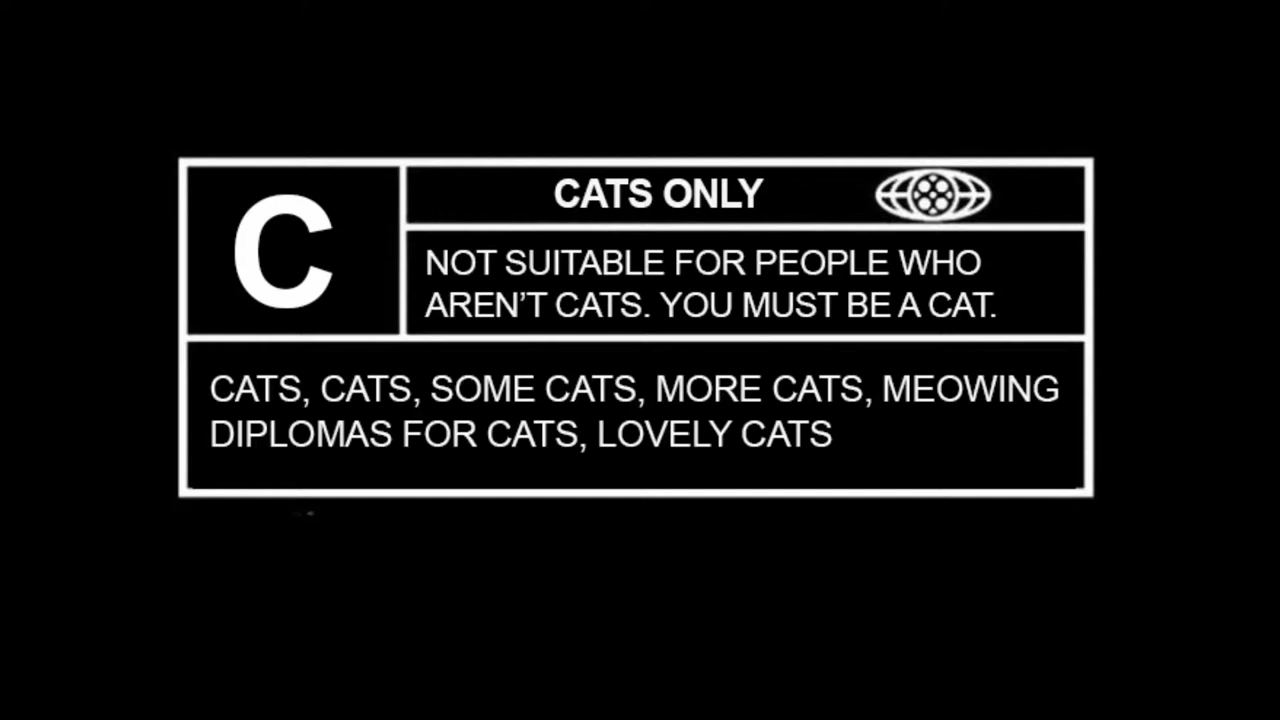 C
CATS ONLY
NOT SUITABLE FOR PEOPLE WHO
AREN'T CATS. YOU MUST BE A CAT.
CATS, CATS, SOME CATS, MORE CATS, MEOWING
DIPLOMAS FOR CATS, LOVELY CATS